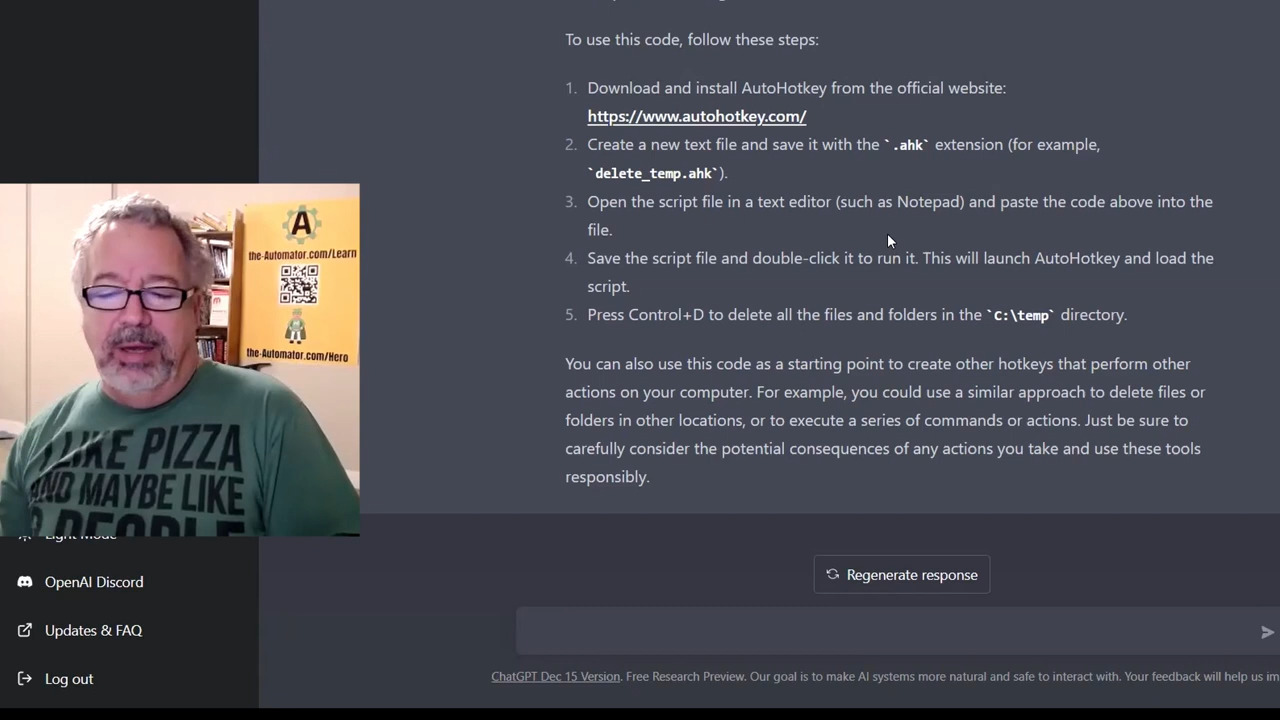 To use this code, follow these steps:
1. Download and install AutoHotkey from the official website:
https://www.autohotkey.com/
2. Create a new text file and save it with the `.ahk` extension (for example,
`delete_temp.ahk`).
3. Open the script file in a text editor (such as Notepad) and paste the code above into the
file.
4. Save the script file and double-click it to run it. This will launch AutoHotkey and load the
script.
5. Press Control+D to delete all the files and folders in the `C:\temp` directory.
You can also use this code as a starting point to create other hotkeys that perform other
actions on your computer. For example, you could use a similar approach to delete files or
folders in other locations, or to execute a series of commands or actions. Just be sure to
carefully consider the potential consequences of any actions you take and use these tools
responsibly.
A
the-Automator.com/Learn
the-Automator.com/Hero
I LIKE PIZZA
AND MAYBE LIKE
3 PEOPLE
Light Mode
OpenAI Discord
Updates & FAQ
Log out
Regenerate response
ChatGPT Dec 15 Version. Free Research Preview. Our goal is to make AI systems more natural and safe to interact with. Your feedback will help us im